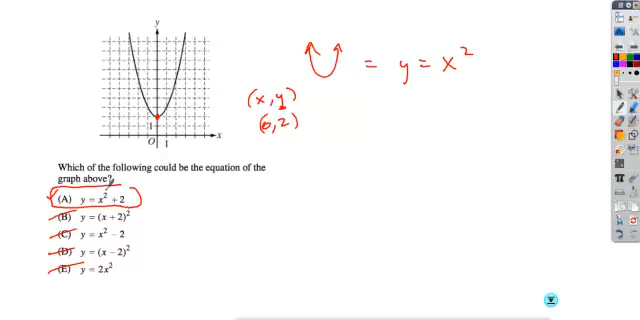 y
= y = x²
(x, y)
(0, 2)
1
x
O 1
Which of the following could be the equation of the
graph above?
(A) y = x² + 2
(B) y = (x + 2)²
(C) y = x² − 2
(D) y = (x − 2)²
(E) y = 2x²